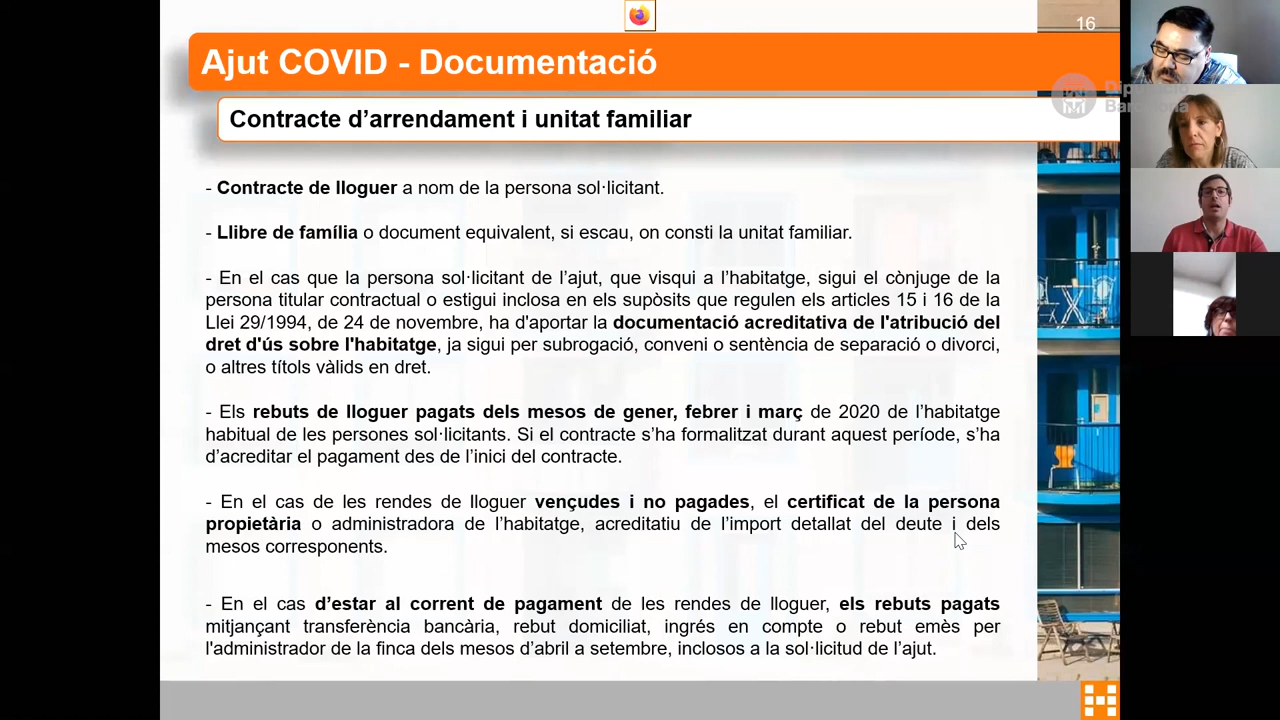 16
Ajut COVID - Documentació
Diputació
Barcelona
Contracte d’arrendament i unitat familiar
- Contracte de lloguer a nom de la persona sol·licitant.
- Llibre de família o document equivalent, si escau, on consti la unitat familiar.
- En el cas que la persona sol·licitant de l’ajut, que visqui a l’habitatge, sigui el cònjuge de la
persona titular contractual o estigui inclosa en els supòsits que regulen els articles 15 i 16 de la
Llei 29/1994, de 24 de novembre, ha d'aportar la documentació acreditativa de l'atribució del
dret d'ús sobre l'habitatge, ja sigui per subrogació, conveni o sentència de separació o divorci,
o altres títols vàlids en dret.
- Els rebuts de lloguer pagats dels mesos de gener, febrer i març de 2020 de l’habitatge
habitual de les persones sol·licitants. Si el contracte s’ha formalitzat durant aquest període, s’ha
d’acreditar el pagament des de l’inici del contracte.
- En el cas de les rendes de lloguer vençudes i no pagades, el certificat de la persona
propietària o administradora de l’habitatge, acreditatiu de l’import detallat del deute i dels
mesos corresponents.
- En el cas d’estar al corrent de pagament de les rendes de lloguer, els rebuts pagats
mitjançant transferència bancària, rebut domiciliat, ingrés en compte o rebut emès per
l'administrador de la finca dels mesos d’abril a setembre, inclosos a la sol·licitud de l’ajut.